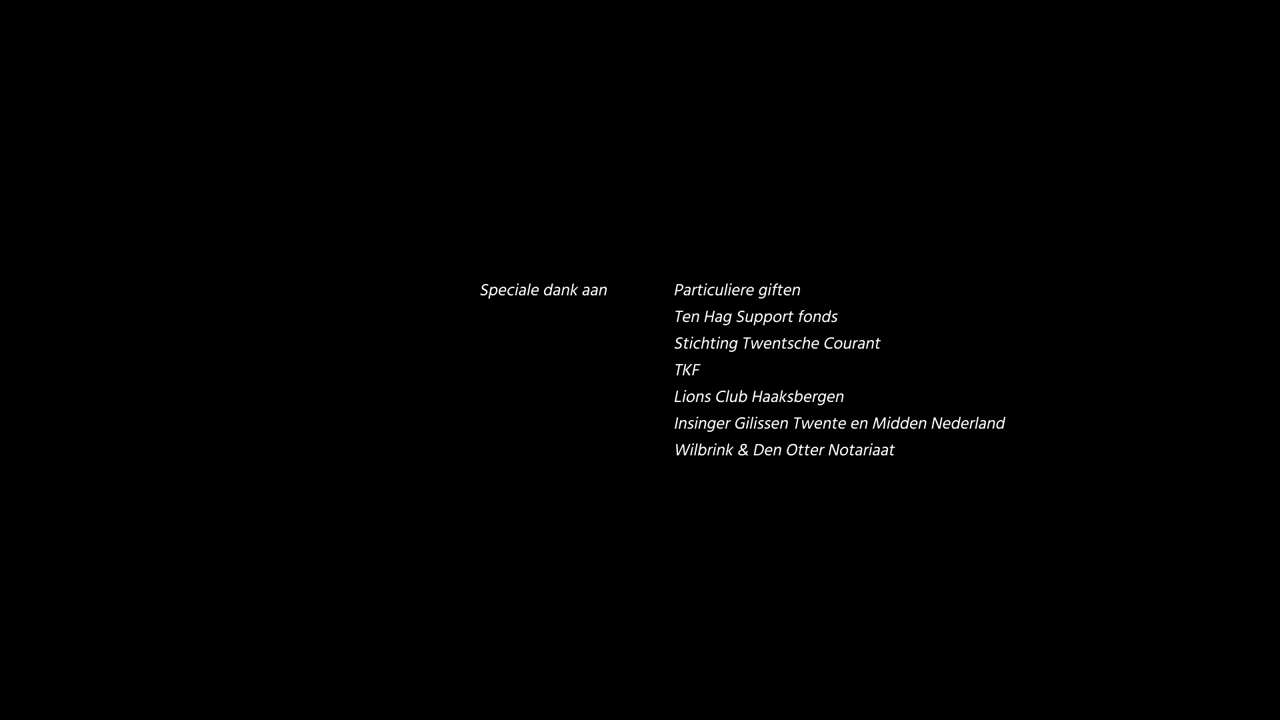 Speciale dank aan
Particuliere giften
Ten Hag Support fonds
Stichting Twentsche Courant
TKF
Lions Club Haaksbergen
Insinger Gilissen Twente en Midden Nederland
Wilbrink & Den Otter Notariaat